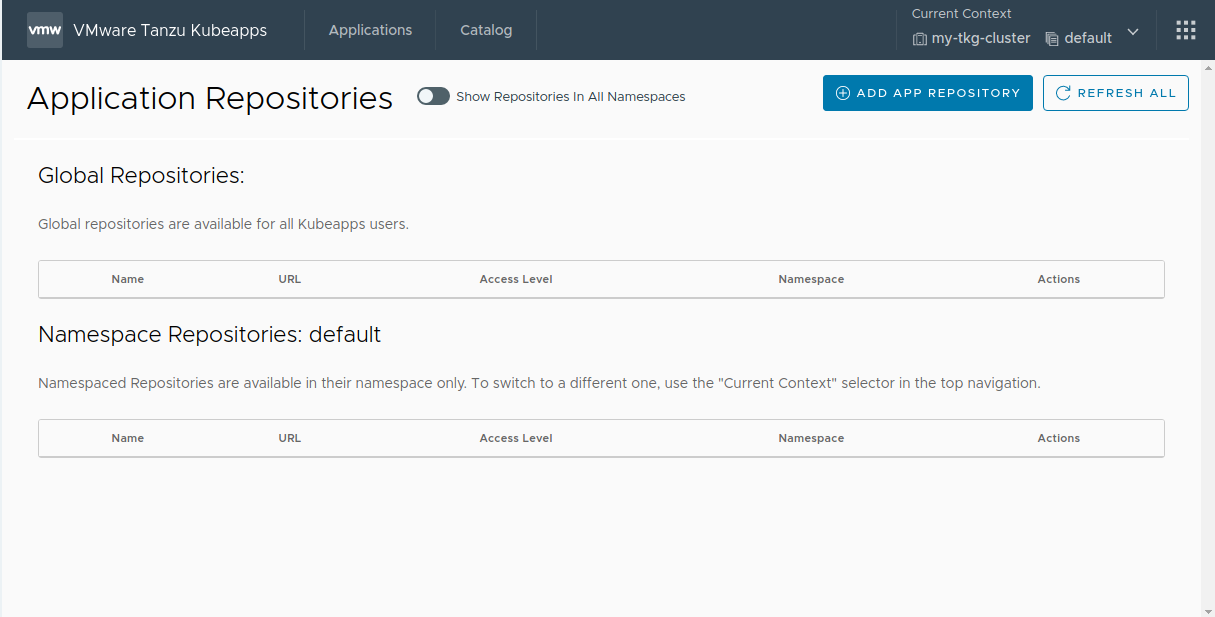 vmw VMware Tanzu Kubeapps Applications Catalog
Current Context
my-tkg-cluster default
Application Repositories
Show Repositories In All Namespaces
ADD APP REPOSITORY
REFRESH ALL
Global Repositories:
Global repositories are available for all Kubeapps users.
Name URL Access Level Namespace Actions
Namespace Repositories: default
Namespaced Repositories are available in their namespace only. To switch to a different one, use the "Current Context" selector in the top navigation.
Name URL Access Level Namespace Actions